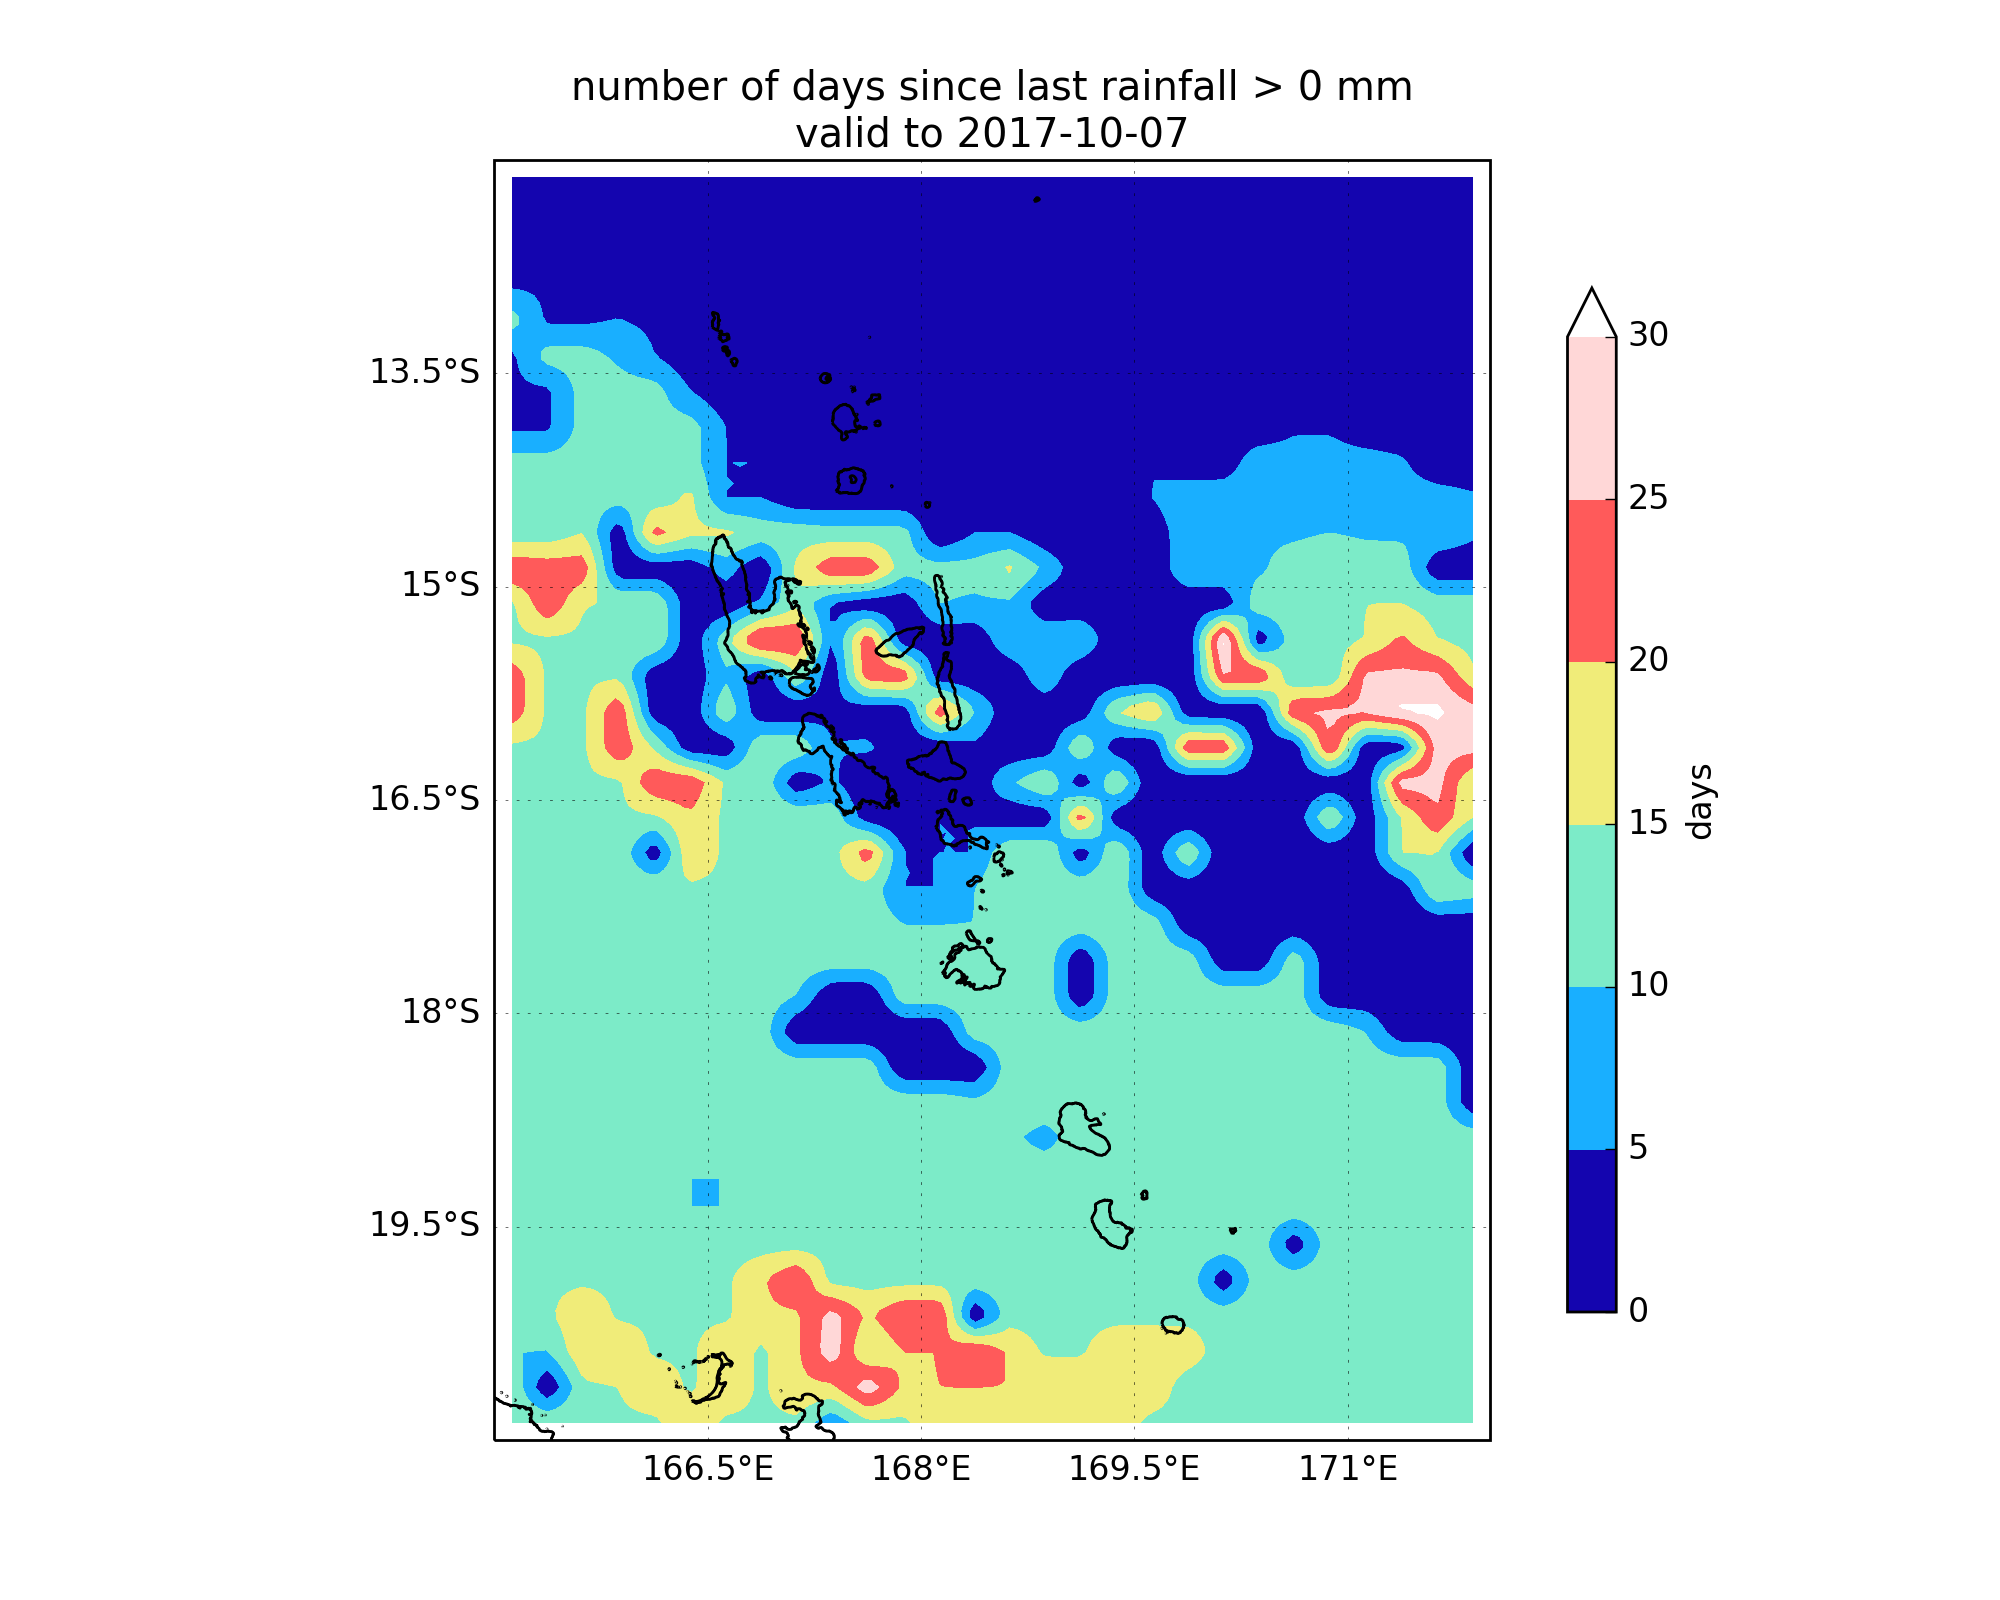 number of days since last rainfall > 0 mm
valid to 2017-10-07
13.5°S
15°S
16.5°S
18°S
19.5°S
166.5°E
168°E
169.5°E
171°E
30
25
20
15
10
5
0
days